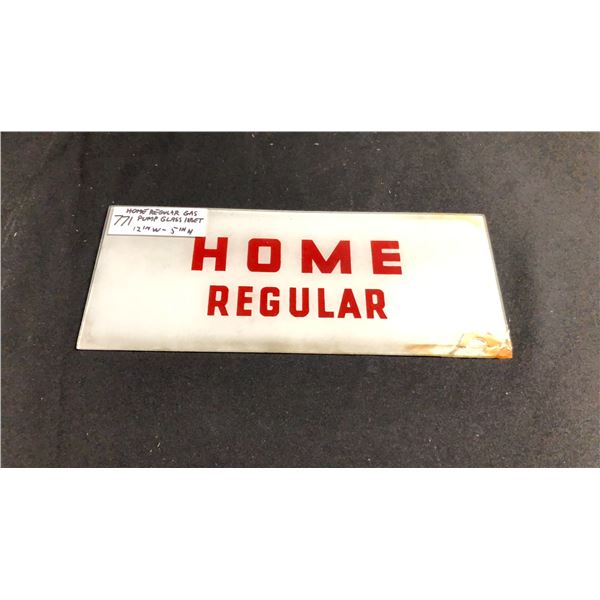 HOME REGULAR GAS
771 PUMP GLASS INSET
12 IN W - 5 IN H
HOME
REGULAR